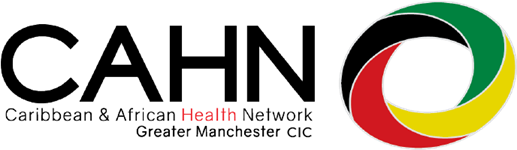 CAHN
Caribbean & African Health Network
Greater Manchester CIC